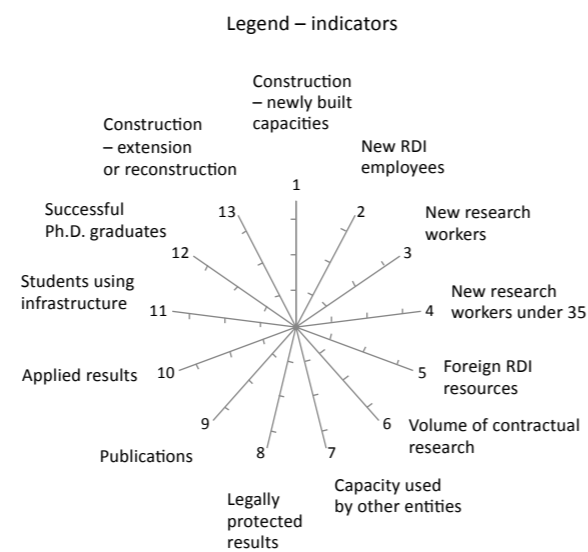 Legend – indicators
Construction
– newly built
capacities
1
New RDI
employees
2
New research
workers
3
New research
workers under 35
4
Foreign RDI
resources
5
Volume of contractual
research
6
Capacity used
by other entities
7
Legally
protected
results
8
Publications
9
Applied results
10
Students using
infrastructure
11
Successful
Ph.D. graduates
12
Construction
– extension
or reconstruction
13